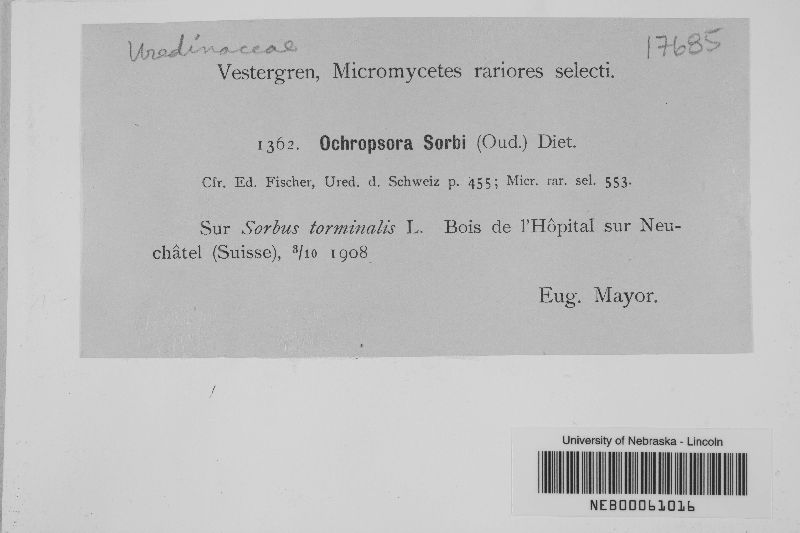 Uredinaceae
17685
Vestergren, Micromycetes rariores selecti.
1362. Ochropsora Sorbi (Oud.) Diet.
Cfr. Ed. Fischer, Ured. d. Schweiz p. 455; Micr. rar. sel. 553.
Sur Sorbus torminalis L. Bois de l'Hôpital sur Neu-
châtel (Suisse), 8/10 1908
Eug. Mayor.
University of Nebraska - Lincoln
NEB00061016